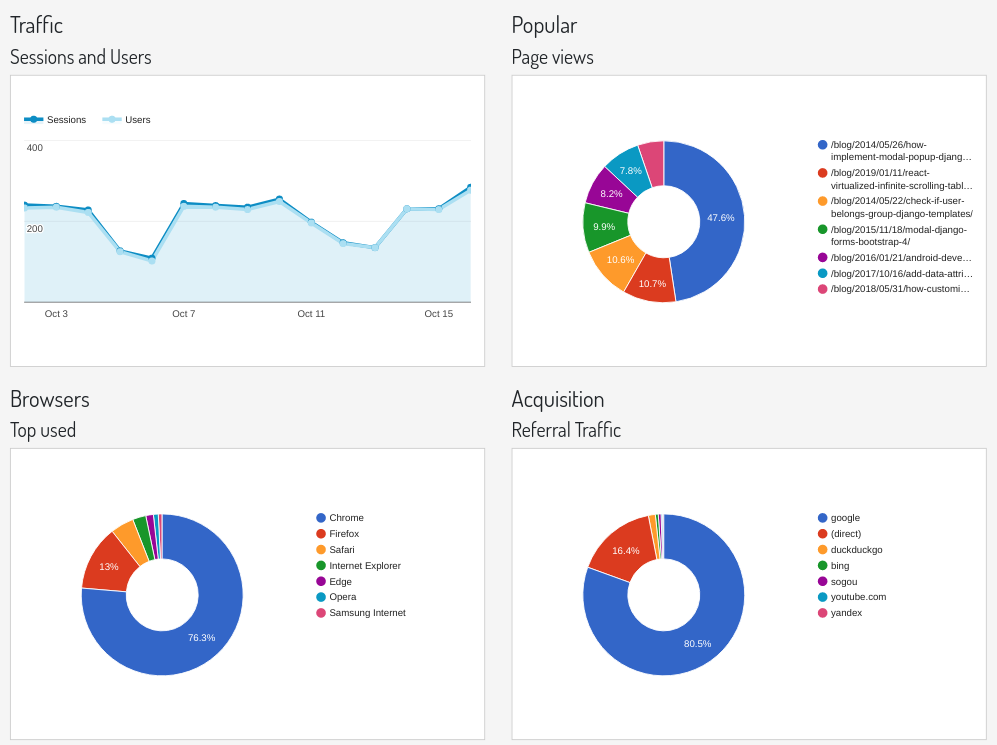 Traffic
Sessions and Users
Sessions
Users
400
200
Oct 3
Oct 7
Oct 11
Oct 15
Popular
Page views
47.6%
10.7%
10.6%
9.9%
8.2%
7.8%
/blog/2014/05/26/how-
implement-modal-popup-djang…
/blog/2019/01/11/react-
virtualized-infinite-scrolling-tabl…
/blog/2014/05/22/check-if-user-
belongs-group-django-templates/
/blog/2015/11/18/modal-django-
forms-bootstrap-4/
/blog/2016/01/21/android-deve…
/blog/2017/10/16/add-data-attri…
/blog/2018/05/31/how-customi…
Browsers
Top used
13%
76.3%
Chrome
Firefox
Safari
Internet Explorer
Edge
Opera
Samsung Internet
Acquisition
Referral Traffic
16.4%
80.5%
google
(direct)
duckduckgo
bing
sogou
youtube.com
yandex